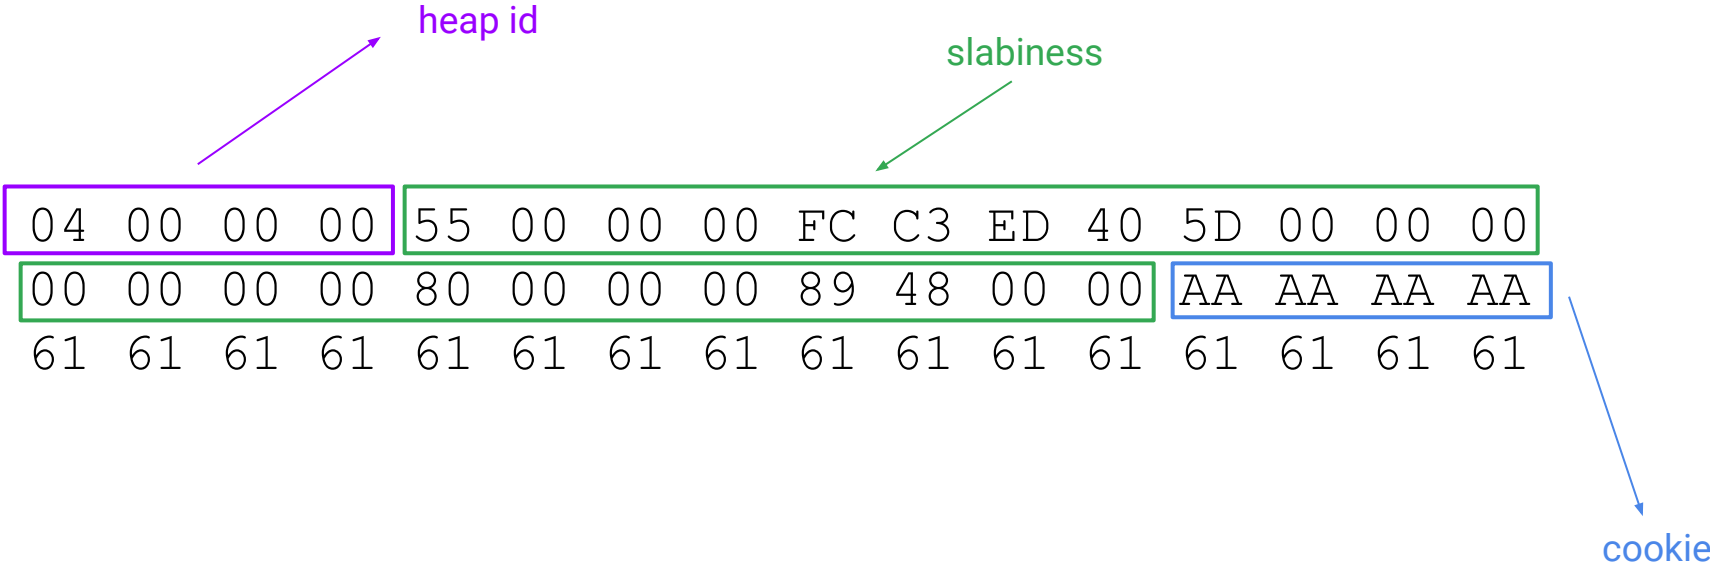 heap id
slabiness
04 00 00 00 55 00 00 00 FC C3 ED 40 5D 00 00 00
00 00 00 00 80 00 00 00 89 48 00 00 AA AA AA AA
61 61 61 61 61 61 61 61 61 61 61 61 61 61 61 61
cookie